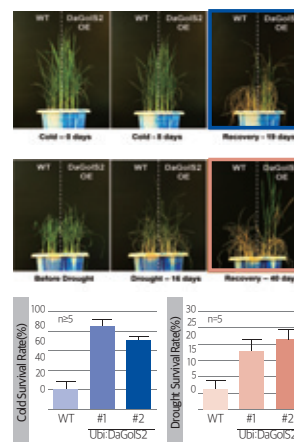 WT DaGolS2 OE
WT DaGolS2 OE
WT DaGolS2 OE
Cold – 0 days
Cold – 8 days
Recovery – 19 days
WT DaGolS2 OE
WT DaGolS2 OE
WT DaGolS2 OE
Before Drought
Drought – 16 days
Recovery – 40 days
Cold Survival Rate(%)
100
80
60
40
20
0
n≥5
WT #1 #2
Ubi:DaGolS2
Drought Survival Rate(%)
30
25
20
15
10
5
0
n=5
WT #1 #2
Ubi:DaGolS2